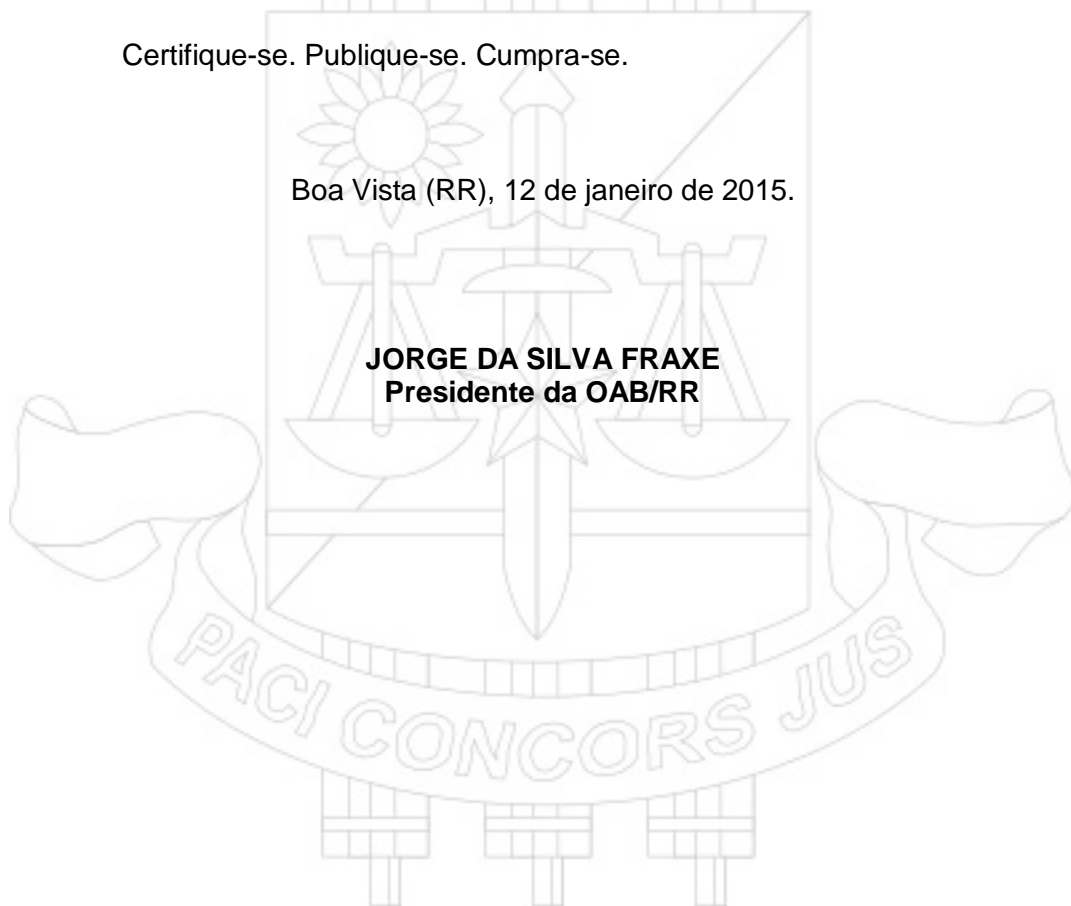 Certifique-se. Publique-se. Cumpra-se.
Boa Vista (RR), 12 de janeiro de 2015.
JORGE DA SILVA FRAXE
Presidente da OAB/RR
PACI CONCORS JUS